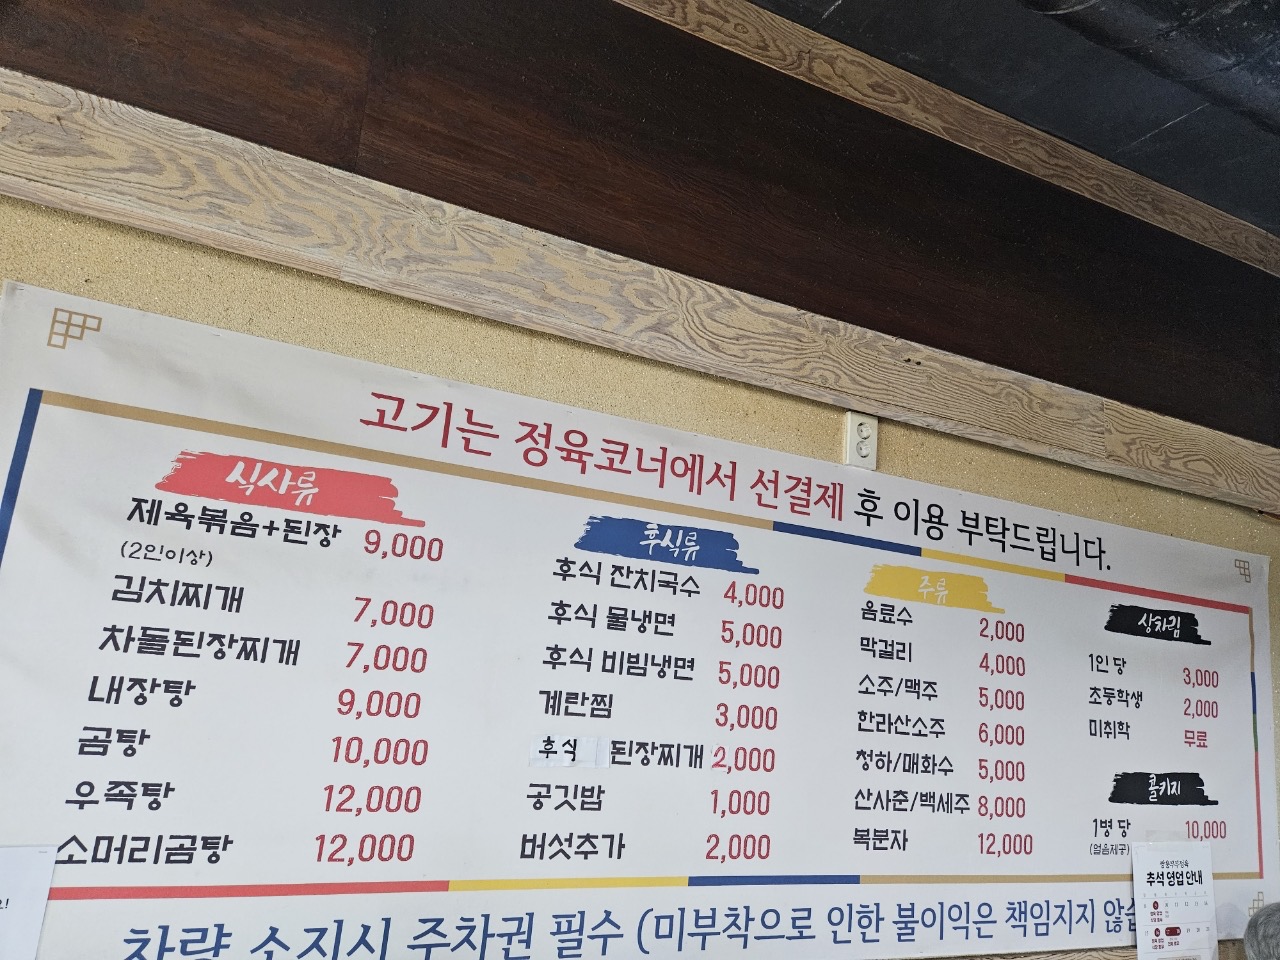 고기는 정육코너에서 선결제 후 이용 부탁드립니다.
식사류
제육볶음+된장 9,000
(2인이상)
김치찌개 7,000
차돌된장찌개 7,000
내장탕 9,000
곰탕 10,000
우족탕 12,000
소머리곰탕 12,000
후식류
후식 잔치국수 4,000
후식 물냉면 5,000
후식 비빔냉면 5,000
계란찜 3,000
후식 된장찌개 2,000
공깃밥 1,000
버섯추가 2,000
주류
음료수 2,000
막걸리 4,000
소주/맥주 5,000
한라산소주 6,000
청하/매화수 5,000
산사춘/백세주 8,000
복분자 12,000
상차림
1인 당 3,000
초등학생 2,000
미취학 무료
콜키지
1병 당 10,000
(얼음제공)
차량 소지시 주차권 필수 (미부착으로 인한 불이익은 책임지지 않습
추석 영업 안내